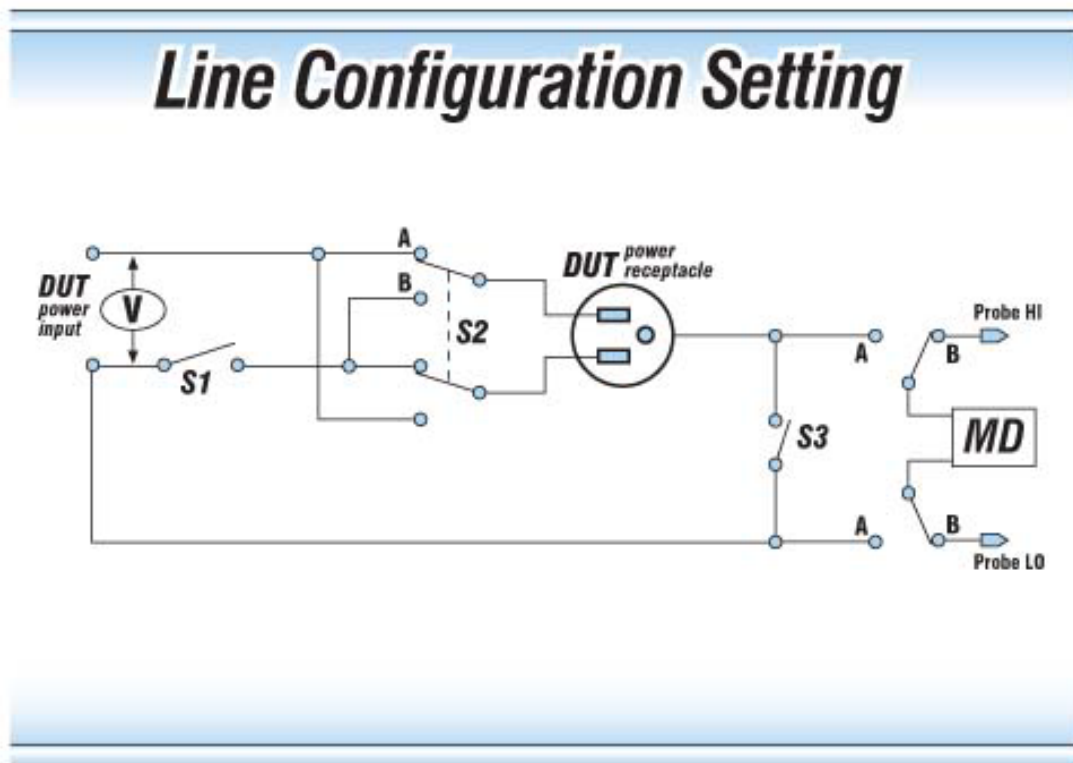 Line Configuration Setting
A
DUT power receptacle
DUT power input
B
V
S2
Probe HI
A
B
S1
S3
MD
A
B
Probe LO